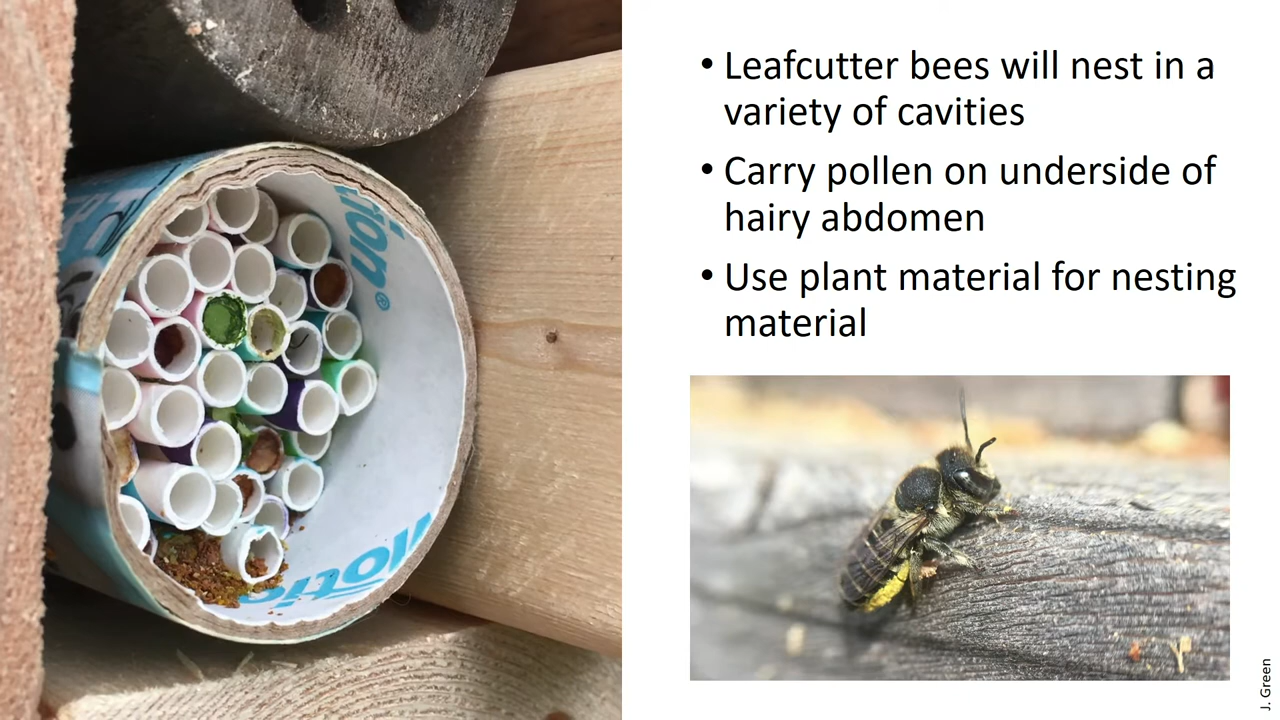 • Leafcutter bees will nest in a
variety of cavities
• Carry pollen on underside of
hairy abdomen
• Use plant material for nesting
material
J. Green